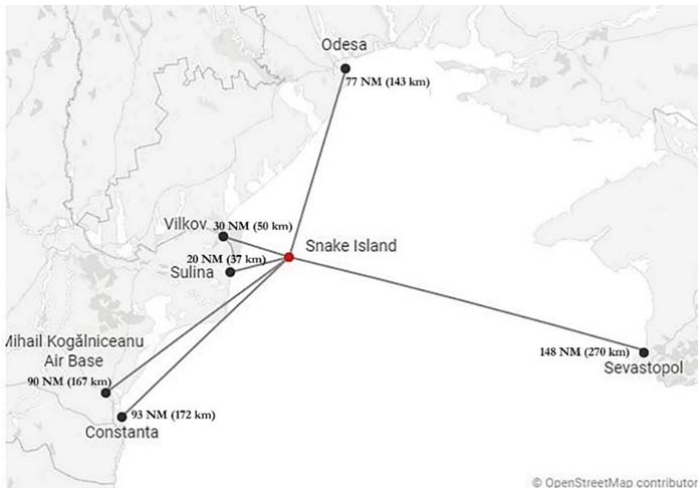 Odesa
77 NM (143 km)
Vilkov 30 NM (50 km)
Snake Island
20 NM (37 km)
Sulina
Mihail Kogălniceanu
Air Base
148 NM (270 km)
Sevastopol
90 NM (167 km)
93 NM (172 km)
Constanta
© OpenStreetMap contributor